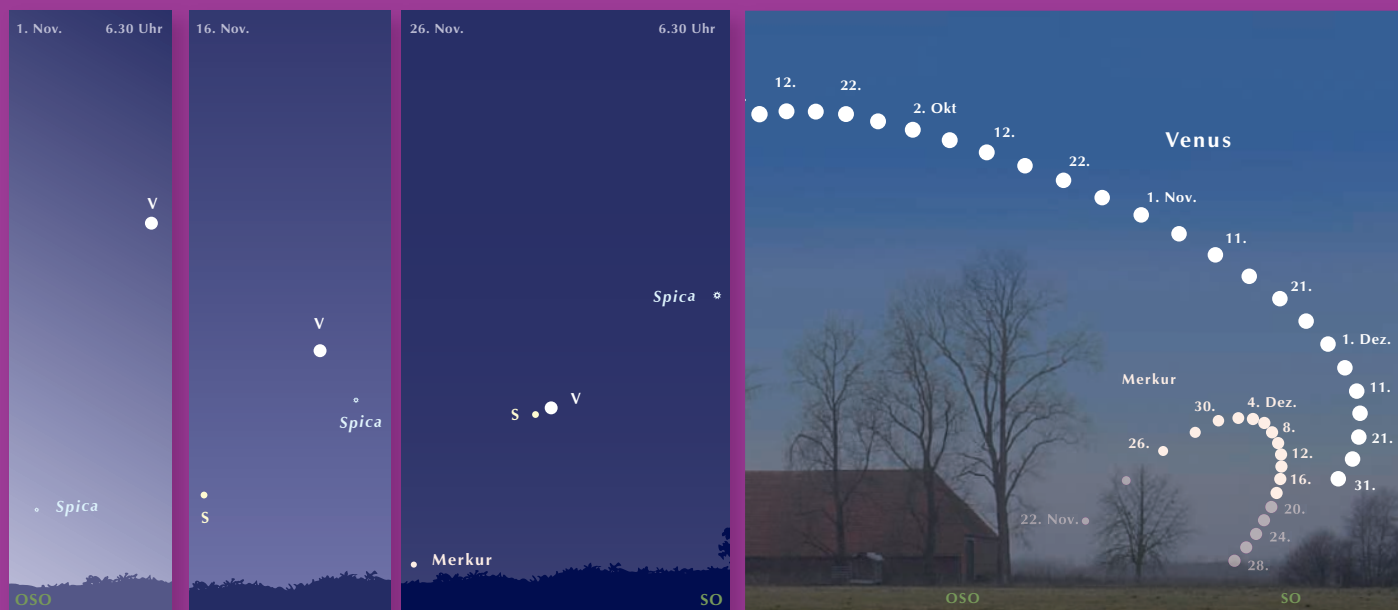 1. Nov. 6.30 Uhr
V
Spica
OSO
16. Nov.
V
Spica
S
26. Nov. 6.30 Uhr
Spica
S V
Merkur
SO
12.
22.
2. Okt
12.
Venus
22.
1. Nov.
11.
21.
1. Dez.
Merkur
11.
30.
4. Dez.
8.
21.
26.
12.
16.
31.
20.
22. Nov.
24.
28.
OSO
SO